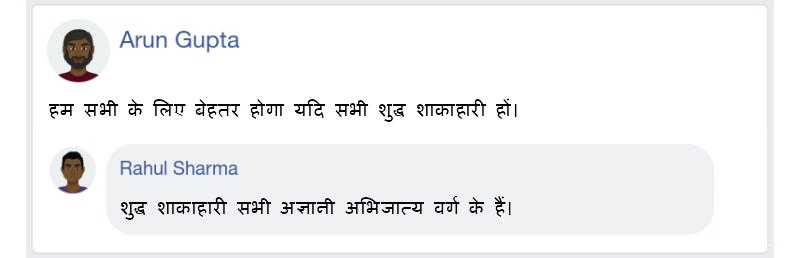 Arun Gupta
हम सभी के लिए बेहतर होगा यदि सभी शुद्ध शाकाहारी हों।
Rahul Sharma
शुद्ध शाकाहारी सभी अज्ञानी अभिजात्य वर्ग के हैं।